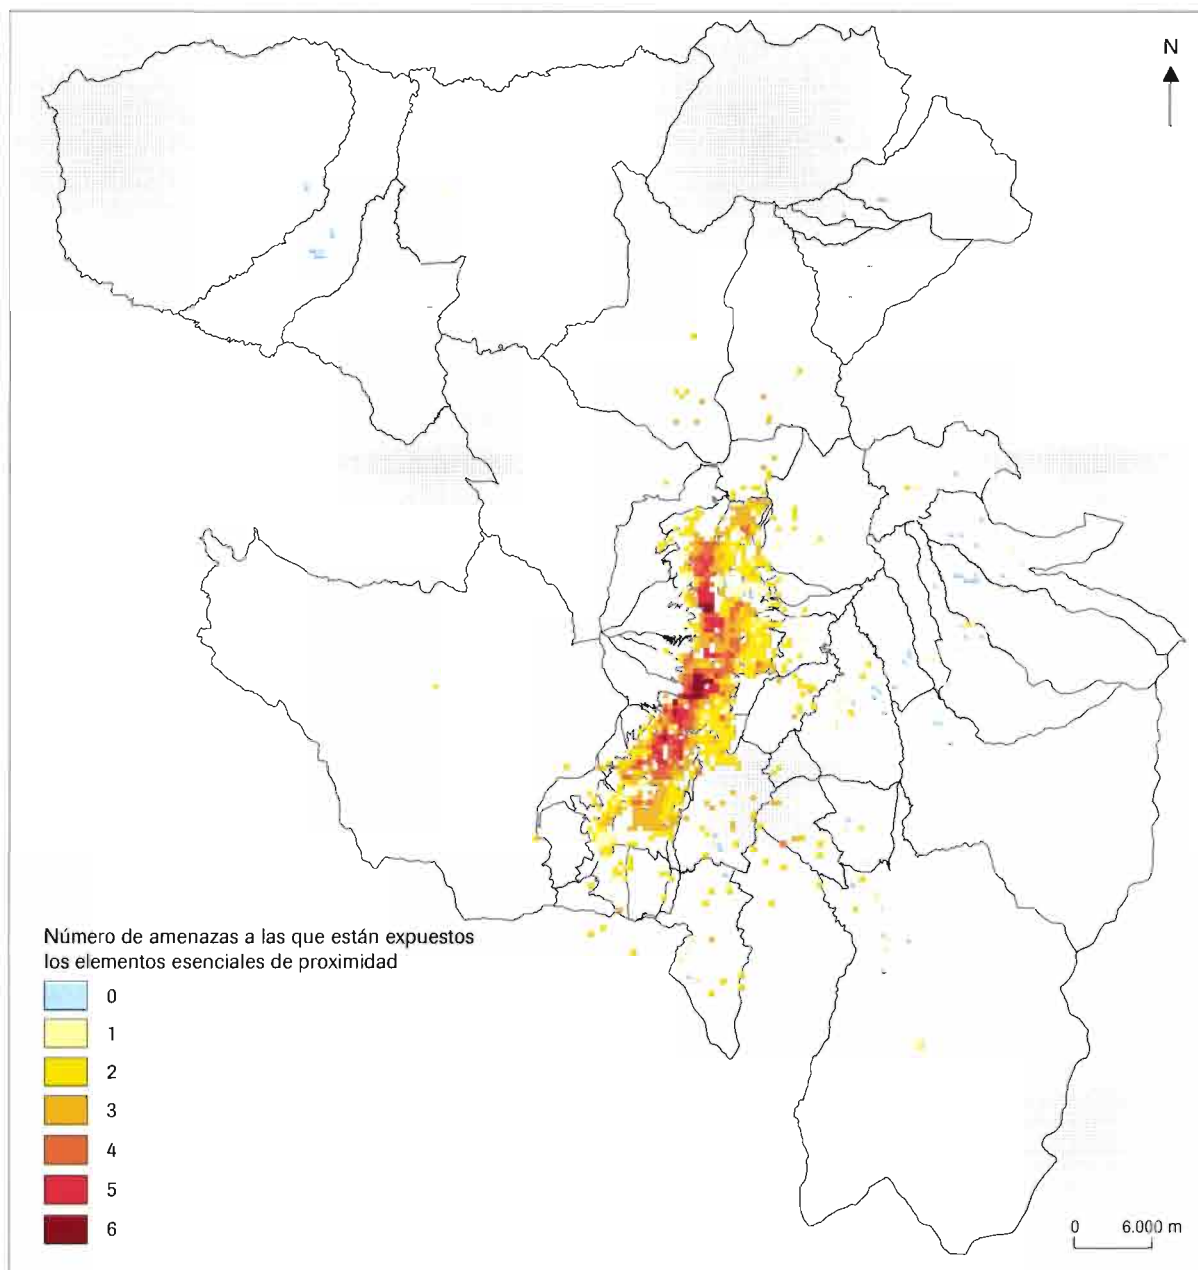 N
Número de amenazas a las que están expuestos
los elementos esenciales de proximidad
0
1
2
3
4
5
6
0 6.000 m